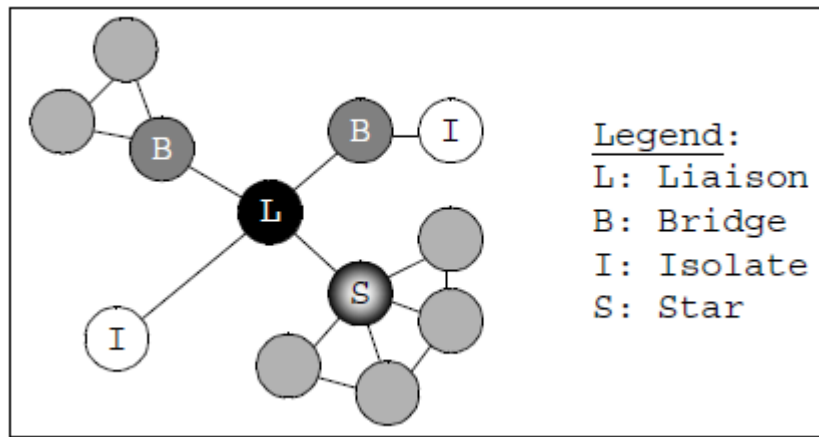 B
B I
L
S
I
Legend:
L: Liaison
B: Bridge
I: Isolate
S: Star